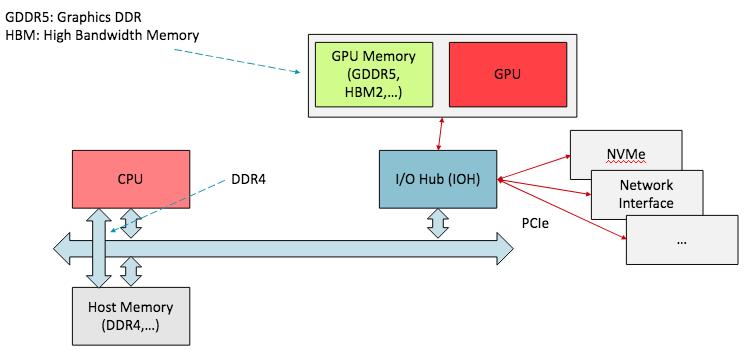 GDDR5: Graphics DDR
HBM: High Bandwidth Memory
GPU Memory
(GDDR5,
HBM2,...)
GPU
CPU
DDR4
I/O Hub (IOH)
NVMe
Network
Interface
...
PCIe
Host Memory
(DDR4,...)